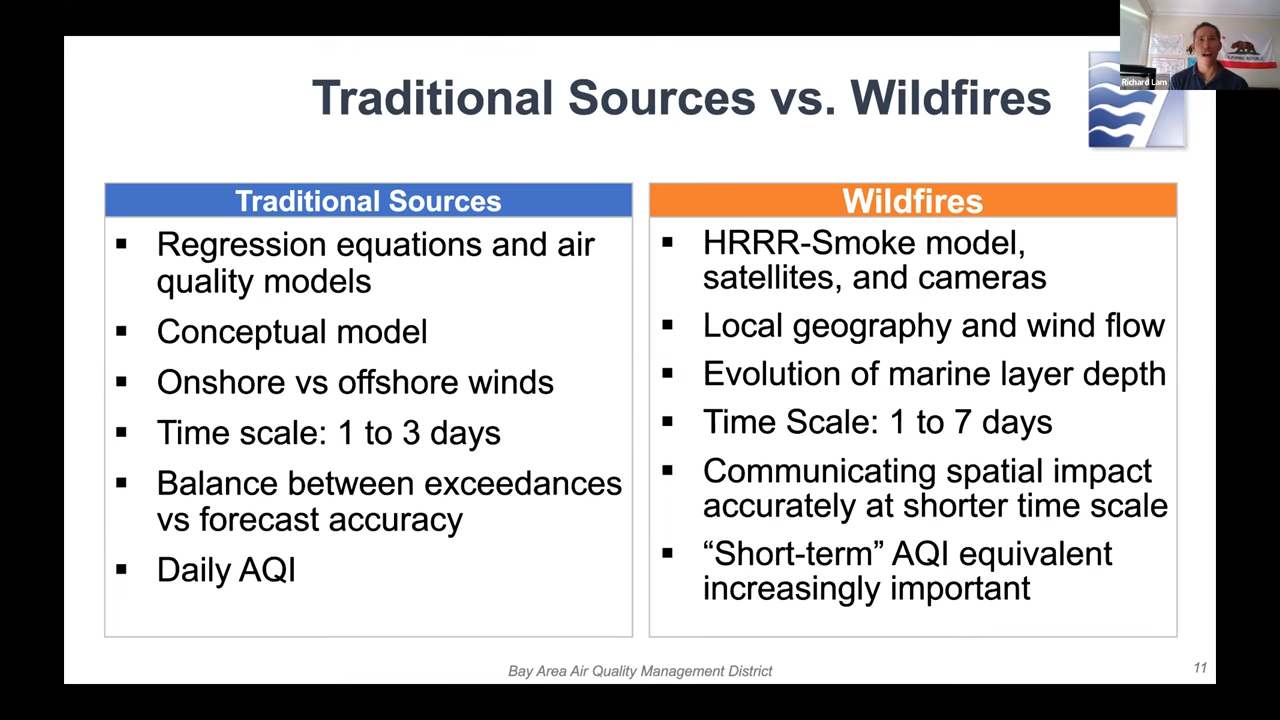 Traditional Sources vs. Wildfires
Richard Lam
CALIFORNIA REPUBLIC
Traditional Sources
▪ Regression equations and air
quality models
▪ Conceptual model
▪ Onshore vs offshore winds
▪ Time scale: 1 to 3 days
▪ Balance between exceedances
vs forecast accuracy
▪ Daily AQI
Wildfires
▪ HRRR-Smoke model,
satellites, and cameras
▪ Local geography and wind flow
▪ Evolution of marine layer depth
▪ Time Scale: 1 to 7 days
▪ Communicating spatial impact
accurately at shorter time scale
▪ “Short-term” AQI equivalent
increasingly important
Bay Area Air Quality Management District
11